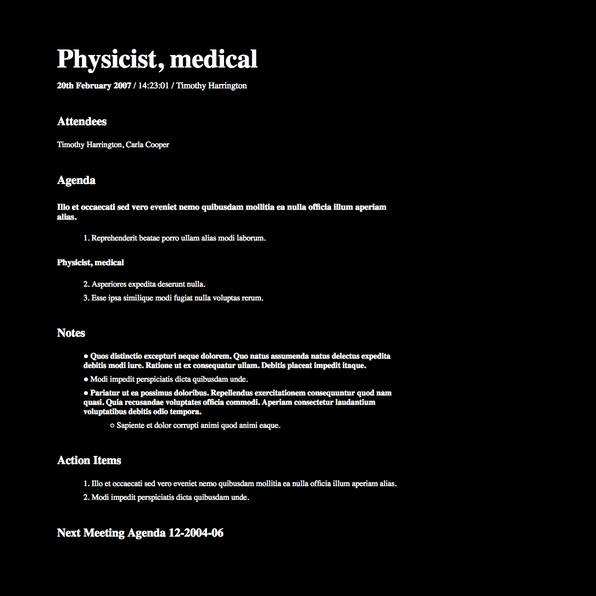 Physicist, medical
20th February 2007 / 14:23:01 / Timothy Harrington
Attendees
Timothy Harrington, Carla Cooper
Agenda
Illo et occaecati sed vero eveniet nemo quibusdam mollitia ea nulla officia illum aperiam
alias.
1. Reprehenderit beatae porro ullam alias modi laborum.
Physicist, medical
2. Asperiores expedita deserunt nulla.
3. Esse ipsa similique modi fugiat nulla voluptas rerum.
Notes
● Quos distinctio excepturi neque dolorem. Quo natus assumenda natus delectus expedita
debitis modi iure. Ratione ut ex consequatur ullam. Debitis placeat impedit itaque.
● Modi impedit perspiciatis dicta quibusdam unde.
● Pariatur ut ea possimus doloribus. Repellendus exercitationem consequuntur quod nam
quasi. Quia recusandae voluptates officia commodi. Aperiam consectetur laudantium
voluptatibus debitis odio tempora.
○ Sapiente et dolor corrupti animi quod animi eaque.
Action Items
1. Illo et occaecati sed vero eveniet nemo quibusdam mollitia ea nulla officia illum aperiam alias.
2. Modi impedit perspiciatis dicta quibusdam unde.
Next Meeting Agenda 12-2004-06